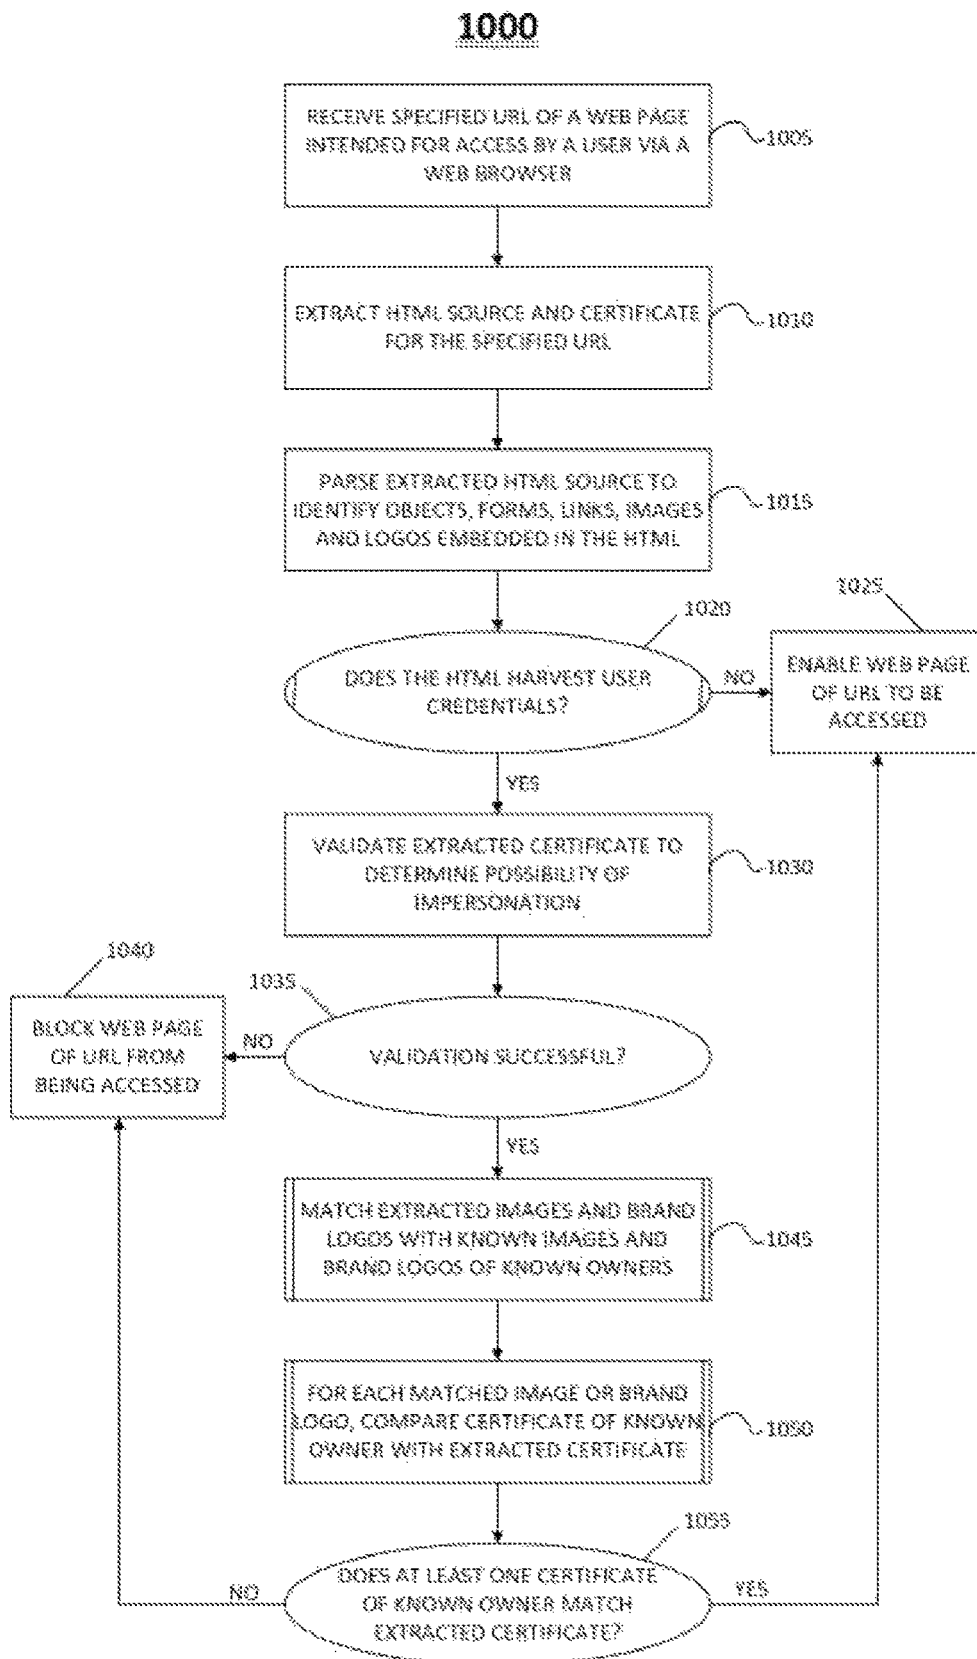 1000
RECEIVE SPECIFIED URL OF A WEB PAGE
INTENDED FOR ACCESS BY A USER VIA A
WEB BROWSER
1005
EXTRACT HTML SOURCE AND CERTIFICATE
FOR THE SPECIFIED URL
1010
PARSE EXTRACTED HTML SOURCE TO
IDENTIFY OBJECTS, FORMS, LINKS, IMAGES
AND LOGOS EMBEDDED IN THE HTML
1015
1020
DOES THE HTML HARVEST USER
CREDENTIALS?
NO
1025
ENABLE WEB PAGE
OF URL TO BE
ACCESSED
YES
VALIDATE EXTRACTED CERTIFICATE TO
DETERMINE POSSIBILITY OF
IMPERSONATION
1030
1035
VALIDATION SUCCESSFUL?
NO
1040
BLOCK WEB PAGE
OF URL FROM
BEING ACCESSED
YES
MATCH EXTRACTED IMAGES AND BRAND
LOGOS WITH KNOWN IMAGES AND
BRAND LOGOS OF KNOWN OWNERS
1045
FOR EACH MATCHED IMAGE OR BRAND
LOGO, COMPARE CERTIFICATE OF KNOWN
OWNER WITH EXTRACTED CERTIFICATE
1050
1055
DOES AT LEAST ONE CERTIFICATE
OF KNOWN OWNER MATCH
EXTRACTED CERTIFICATE?
NO
YES